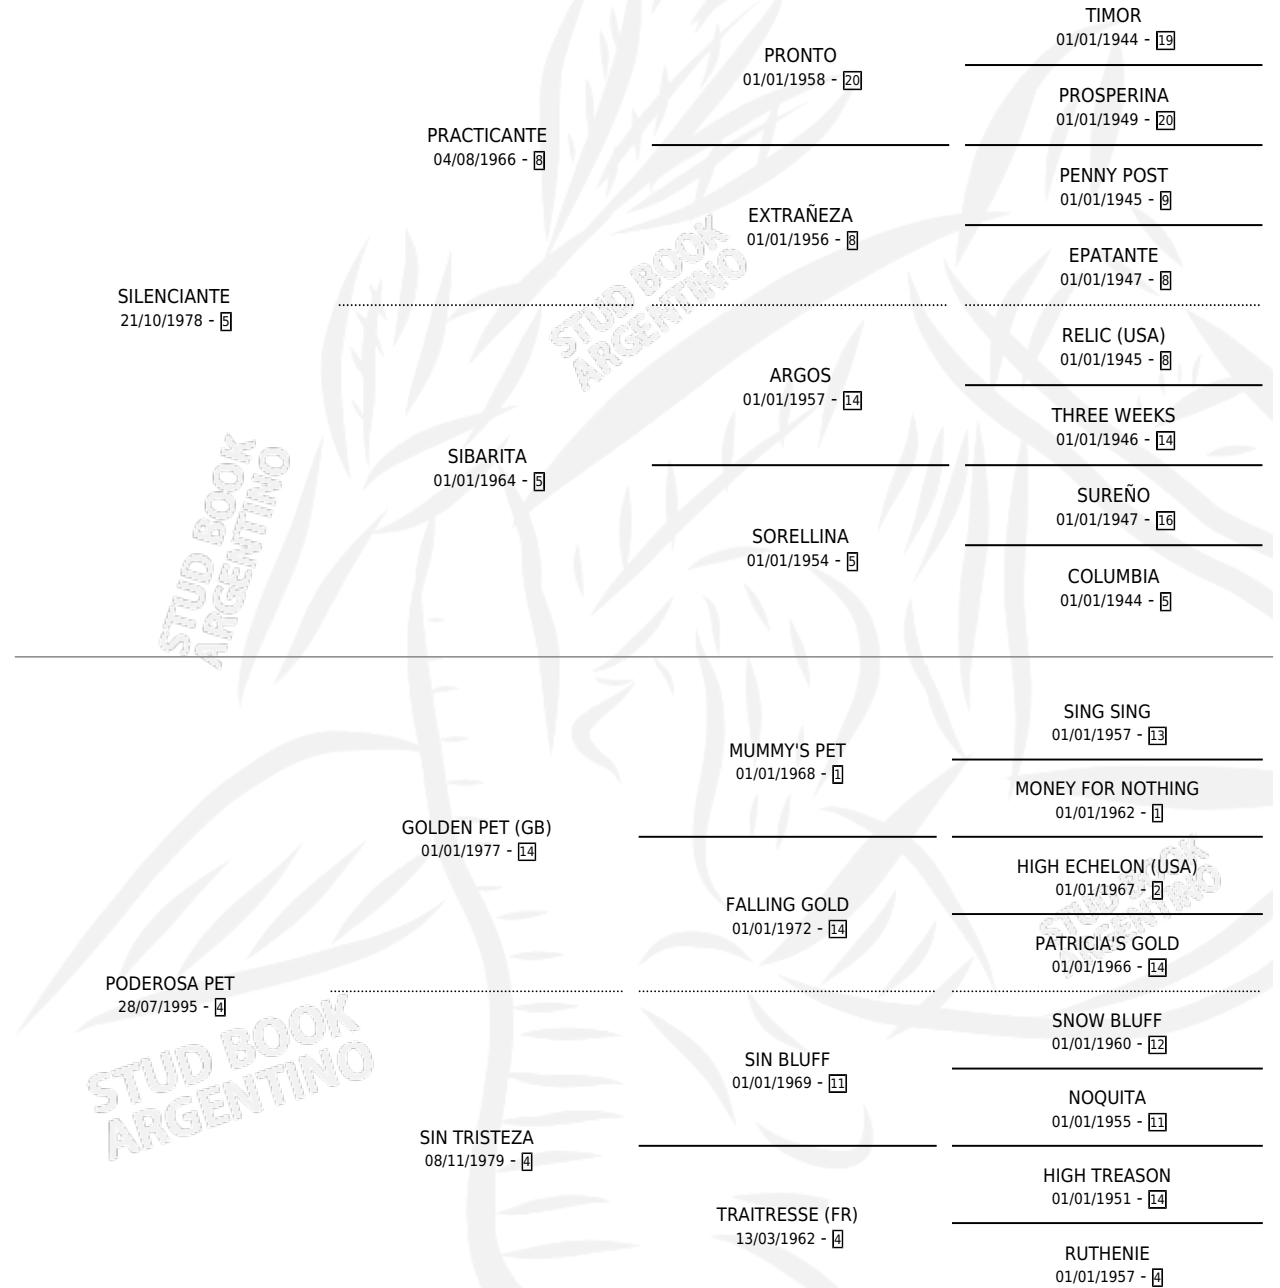 TIMOR
01/01/1944 - 19
PRONTO
01/01/1958 - 20
PROSPERINA
01/01/1949 - 20
PRACTICANTE
04/08/1966 - 8
PENNY POST
01/01/1945 - 9
EXTRAÑEZA
01/01/1956 - 8
EPATANTE
01/01/1947 - 8
SILENCIANTE
21/10/1978 - 5
RELIC (USA)
01/01/1945 - 8
ARGOS
01/01/1957 - 14
THREE WEEKS
01/01/1946 - 14
SIBARITA
01/01/1964 - 5
SUREÑO
01/01/1947 - 16
SORELLINA
01/01/1954 - 5
COLUMBIA
01/01/1944 - 5
SING SING
01/01/1957 - 13
MUMMY'S PET
01/01/1968 - 1
MONEY FOR NOTHING
01/01/1962 - 1
GOLDEN PET (GB)
01/01/1977 - 14
HIGH ECHELON (USA)
01/01/1967 - 2
FALLING GOLD
01/01/1972 - 14
PATRICIA'S GOLD
01/01/1966 - 14
PODEROSA PET
28/07/1995 - 4
SNOW BLUFF
01/01/1960 - 12
SIN BLUFF
01/01/1969 - 11
NOQUITA
01/01/1955 - 11
SIN TRISTEZA
08/11/1979 - 4
HIGH TREASON
01/01/1951 - 14
TRAITRESSE (FR)
13/03/1962 - 4
RUTHENIE
01/01/1957 - 4
STUD BOOK
ARGENTINO
STUD BOOK
ARGENTINO
STUD BOOK
ARGENTINO
STUD BOOK
ARGENTINO